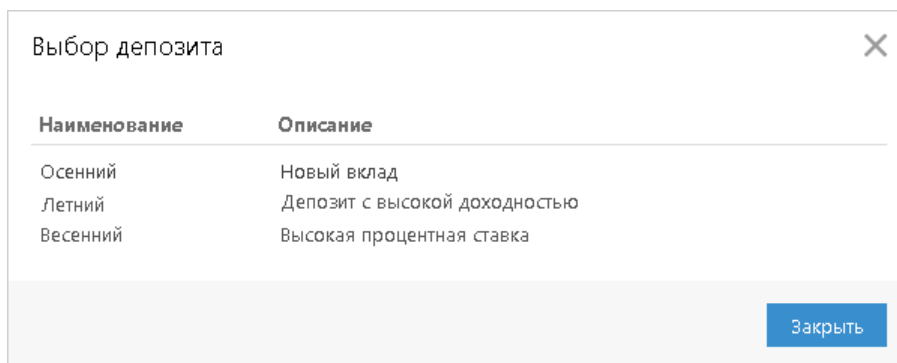 Выбор депозита
Наименование Описание
Осенний Новый вклад
Летний Депозит с высокой доходностью
Весенний Высокая процентная ставка
Закрыть